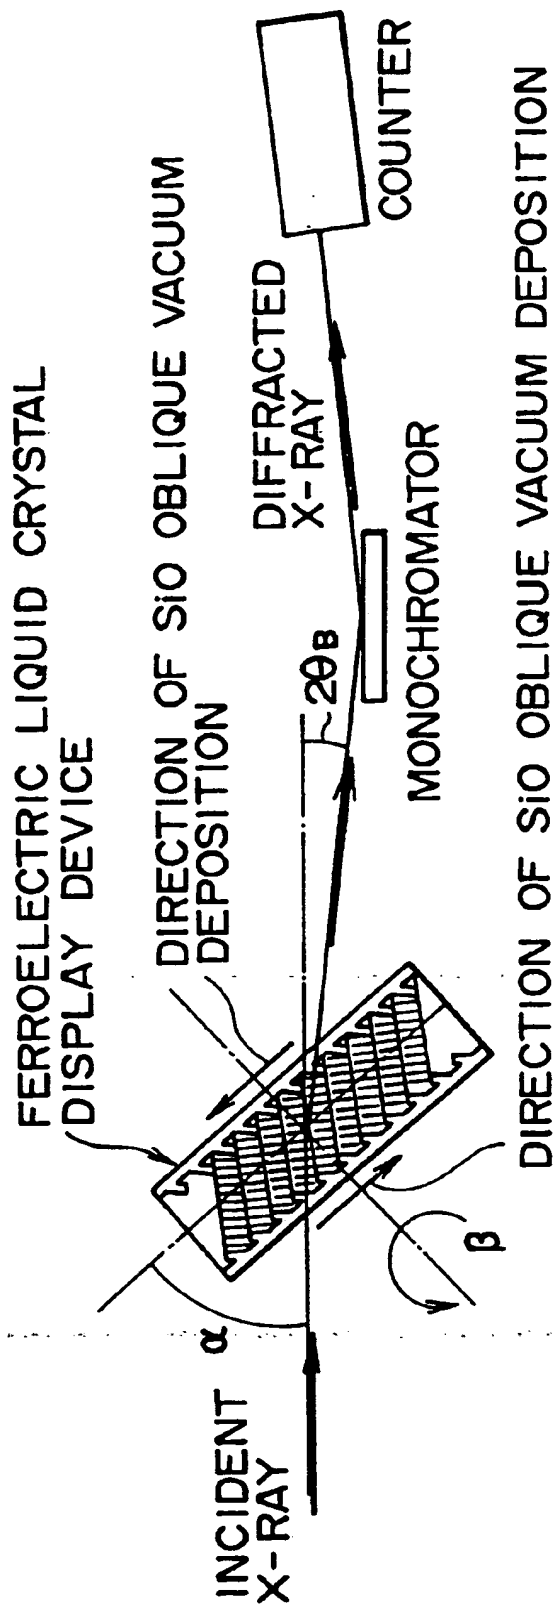 FERROELECTRIC LIQUID CRYSTAL
DISPLAY DEVICE
DIRECTION OF SiO OBLIQUE VACUUM
DEPOSITION
INCIDENT
X-RAY
α
β
2θB
DIFFRACTED
X-RAY
MONOCHROMATOR
COUNTER
DIRECTION OF SiO OBLIQUE VACUUM DEPOSITION